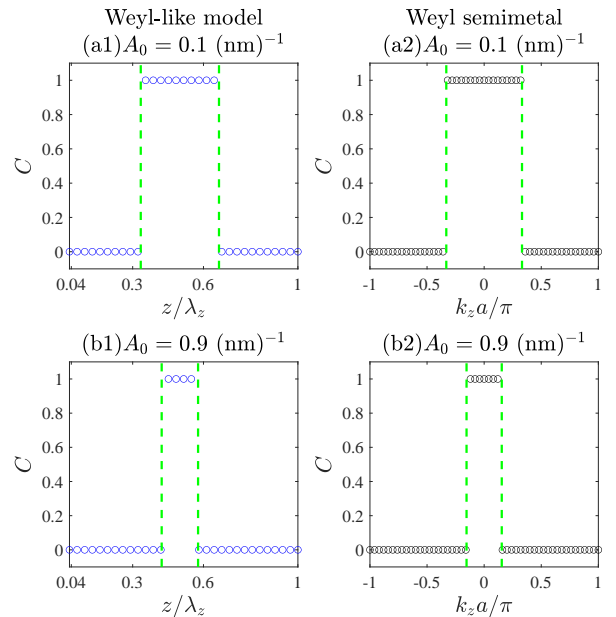 Weyl-like model
Weyl semimetal
(a1)A₀ = 0.1 (nm)⁻¹
(a2)A₀ = 0.1 (nm)⁻¹
1
0.8
0.6
0.4
0.2
0
C
0.04 0.3 0.6 1
z/λ_z
1
0.8
0.6
0.4
0.2
0
C
-1 -0.5 0 0.5 1
k_z a/π
(b1)A₀ = 0.9 (nm)⁻¹
(b2)A₀ = 0.9 (nm)⁻¹
1
0.8
0.6
0.4
0.2
0
C
0.04 0.3 0.6 1
z/λ_z
1
0.8
0.6
0.4
0.2
0
C
-1 -0.5 0 0.5 1
k_z a/π